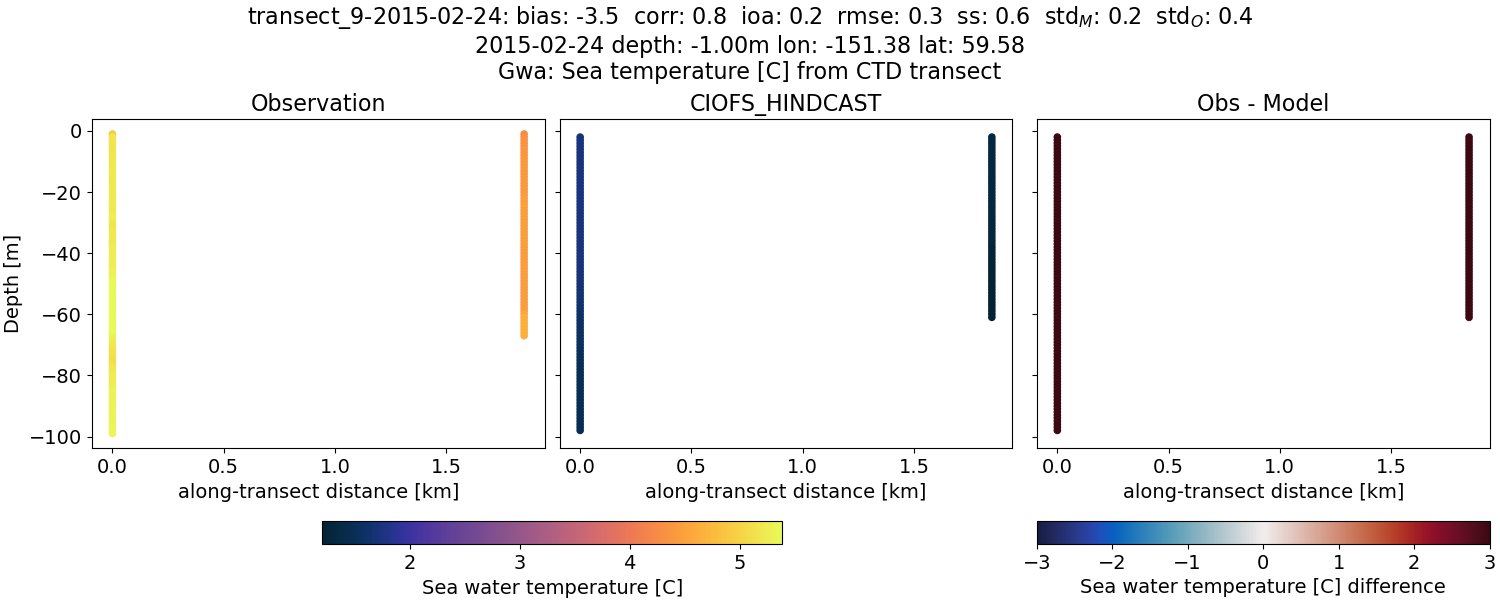 transect_9-2015-02-24: bias: -3.5 corr: 0.8 ioa: 0.2 rmse: 0.3 ss: 0.6 std_M: 0.2 std_O: 0.4
2015-02-24 depth: -1.00m lon: -151.38 lat: 59.58
Gwa: Sea temperature [C] from CTD transect
Observation
CIOFS_HINDCAST
Obs - Model
Depth [m]
0
−20
−40
−60
−80
−100
0.0 0.5 1.0 1.5
along-transect distance [km]
0.0 0.5 1.0 1.5
along-transect distance [km]
0.0 0.5 1.0 1.5
along-transect distance [km]
2 3 4 5
Sea water temperature [C]
−3 −2 −1 0 1 2 3
Sea water temperature [C] difference